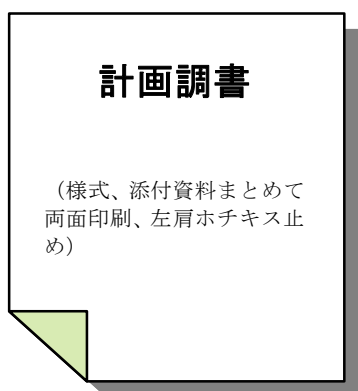 計画調書
（様式、添付資料まとめて
両面印刷、左肩ホチキス止
め）